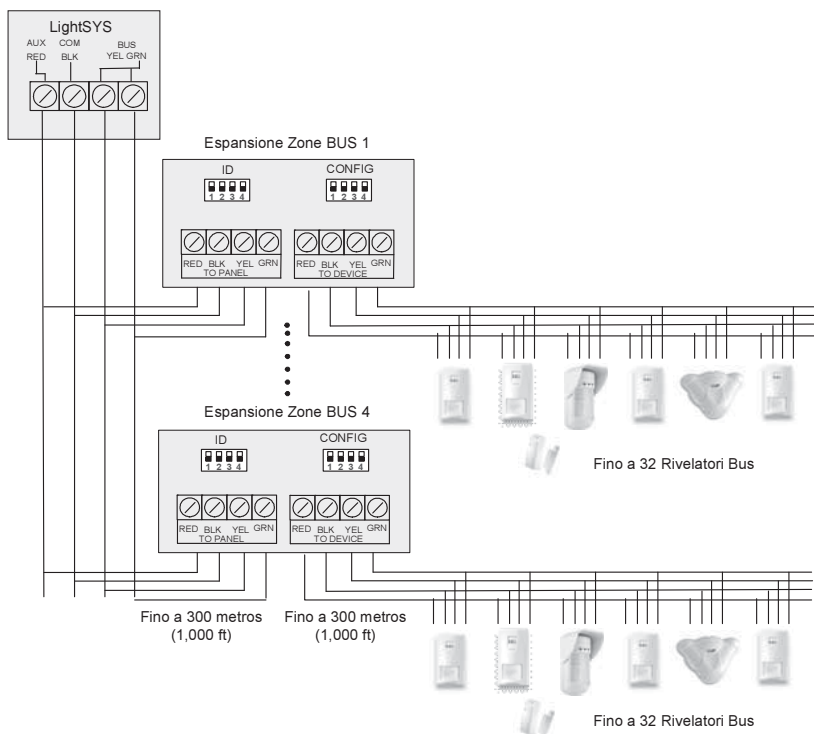 LightSYS
AUX COM BUS
RED BLK YEL GRN
Espansione Zone BUS 1
ID CONFIG
1 2 3 4 1 2 3 4
RED BLK YEL GRN RED BLK YEL GRN
TO PANEL TO DEVICE
Fino a 32 Rivelatori Bus
Espansione Zone BUS 4
ID CONFIG
1 2 3 4 1 2 3 4
RED BLK YEL GRN RED BLK YEL GRN
TO PANEL TO DEVICE
Fino a 300 metros Fino a 300 metros
(1,000 ft) (1,000 ft)
Fino a 32 Rivelatori Bus